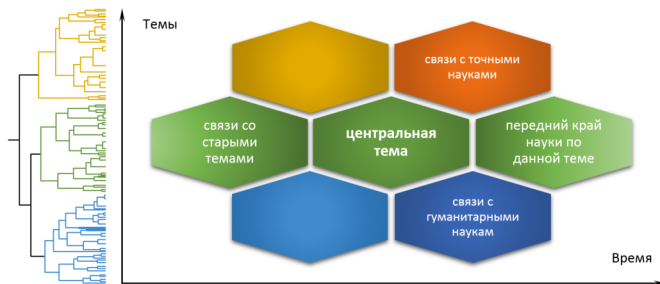 Темы
связи с точными
науками
связи со
старыми
темами
центральная
тема
передний край
науки по
данной теме
связи с
гуманитарными
наукам
Время